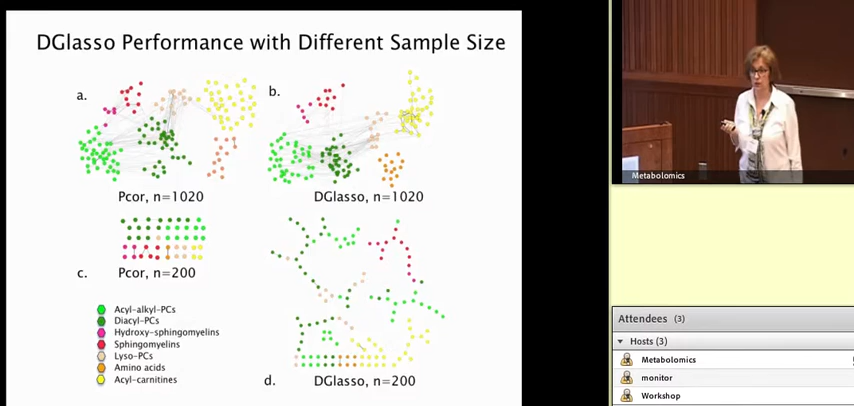 DGlasso Performance with Different Sample Size
a.
b.
Pcor, n=1020
DGlasso, n=1020
c.
Pcor, n=200
Acyl-alkyl-PCs
Diacyl-PCs
Hydroxy-sphingomyelins
Sphingomyelins
Lyso-PCs
Amino acids
Acyl-carnitines
d.
DGlasso, n=200
Metabolomics
Attendees (3)
Hosts (3)
Metabolomics
monitor
Workshop